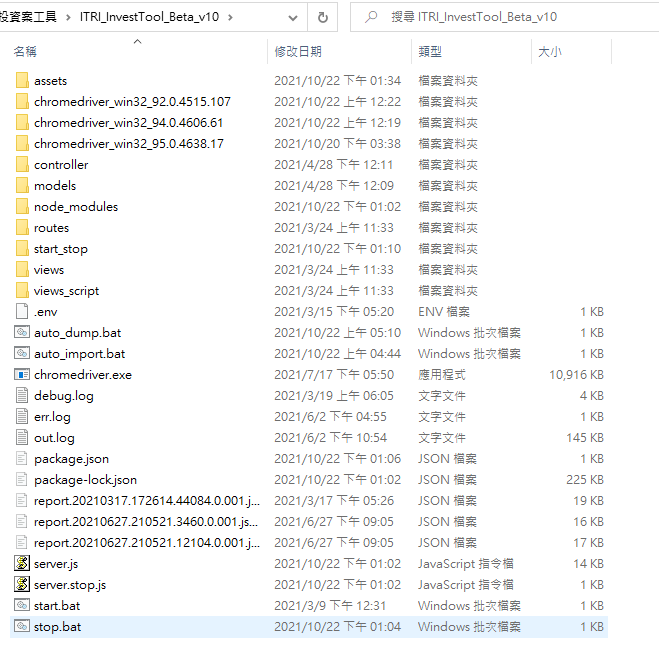 投資案工具 › ITRI_InvestTool_Beta_v10 › 搜尋 ITRI_InvestTool_Beta_v10
名稱 修改日期 類型 大小
assets 2021/10/22 下午 01:34 檔案資料夾
chromedriver_win32_92.0.4515.107 2021/10/22 上午 12:22 檔案資料夾
chromedriver_win32_94.0.4606.61 2021/10/22 上午 12:19 檔案資料夾
chromedriver_win32_95.0.4638.17 2021/10/20 上午 03:38 檔案資料夾
controller 2021/4/28 下午 12:11 檔案資料夾
models 2021/4/28 下午 12:09 檔案資料夾
node_modules 2021/10/22 下午 01:02 檔案資料夾
routes 2021/3/24 上午 11:33 檔案資料夾
start_stop 2021/10/22 下午 01:10 檔案資料夾
views 2021/3/24 上午 11:33 檔案資料夾
views_script 2021/3/24 上午 11:33 檔案資料夾
.env 2021/3/15 下午 05:20 ENV 檔案 1 KB
auto_dump.bat 2021/10/22 上午 05:10 Windows 批次檔案 1 KB
auto_import.bat 2021/10/22 上午 04:44 Windows 批次檔案 1 KB
chromedriver.exe 2021/7/17 下午 05:50 應用程式 10,916 KB
debug.log 2021/3/19 上午 06:05 文字文件 4 KB
err.log 2021/6/2 下午 04:55 文字文件 1 KB
out.log 2021/6/2 下午 10:54 文字文件 145 KB
package.json 2021/10/22 下午 01:06 JSON 檔案 1 KB
package-lock.json 2021/10/22 下午 01:02 JSON 檔案 225 KB
report.20210317.172614.44084.0.001.j... 2021/3/17 下午 05:26 JSON 檔案 19 KB
report.20210627.210521.3460.0.001.js... 2021/6/27 下午 09:05 JSON 檔案 16 KB
report.20210627.210521.12104.0.001.j... 2021/6/27 下午 09:05 JSON 檔案 17 KB
server.js 2021/10/22 下午 01:02 JavaScript 指令檔 14 KB
server.stop.js 2021/10/22 下午 01:02 JavaScript 指令檔 1 KB
start.bat 2021/3/9 下午 12:31 Windows 批次檔案 1 KB
stop.bat 2021/10/22 下午 01:04 Windows 批次檔案 1 KB